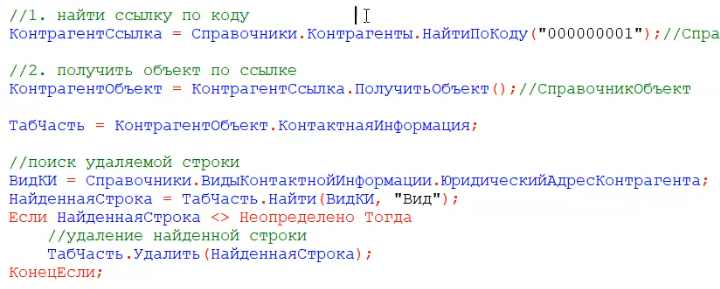 //1. найти ссылку по коду
КонтрагентСсылка = Справочники.Контрагенты.НайтиПоКоду("000000001");//Спра
//2. получить объект по ссылке
КонтрагентОбъект = КонтрагентСсылка.ПолучитьОбъект();//СправочникОбъект
ТабЧасть = КонтрагентОбъект.КонтактнаяИнформация;
//поиск удаляемой строки
ВидКИ = Справочники.ВидыКонтактнойИнформации.ЮридическийАдресКонтрагента;
НайденнаяСтрока = ТабЧасть.Найти(ВидКИ, "Вид");
Если НайденнаяСтрока <> Неопределено Тогда
//удаление найденной строки
ТабЧасть.Удалить(НайденнаяСтрока);
КонецЕсли;